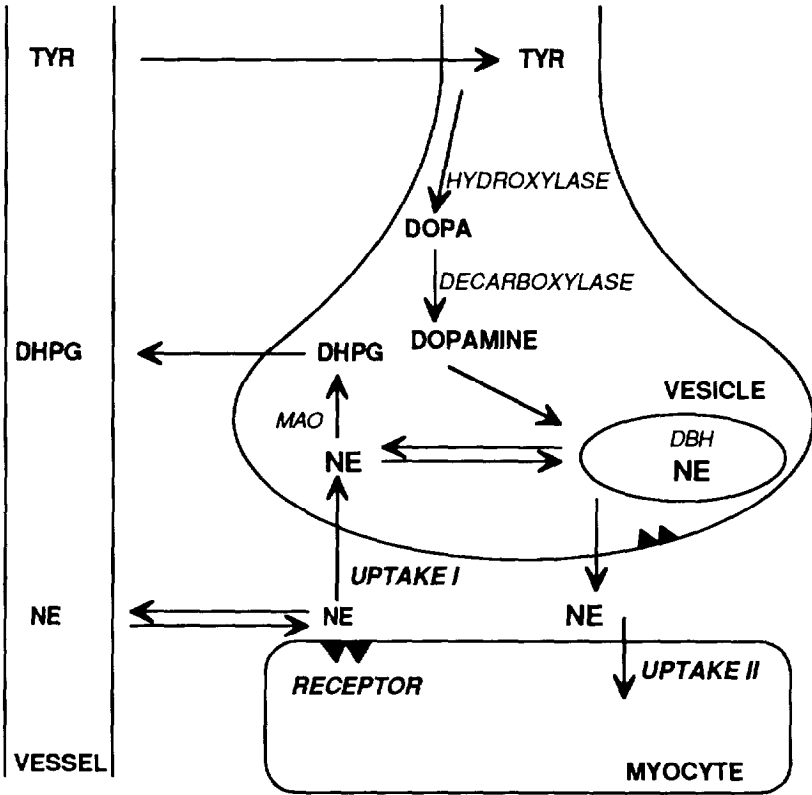 TYR
TYR
HYDROXYLASE
DOPA
DECARBOXYLASE
DOPAMINE
DHPG
DHPG
VESICLE
MAO
DBH
NE
NE
UPTAKE I
NE
NE
NE
RECEPTOR
UPTAKE II
VESSEL
MYOCYTE